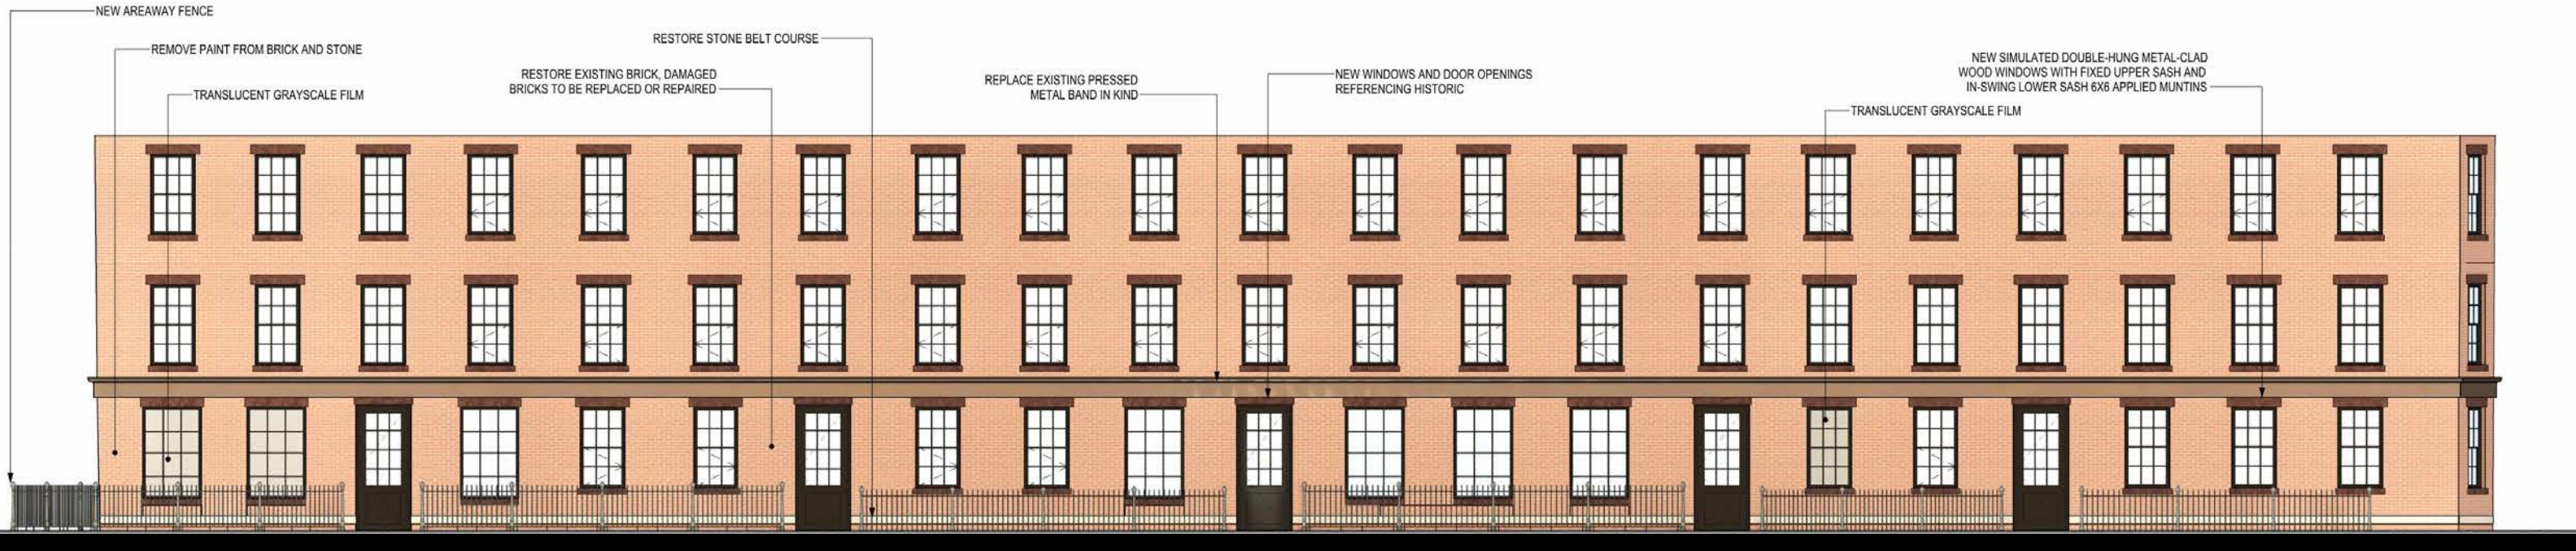 NEW AREAWAY FENCE
REMOVE PAINT FROM BRICK AND STONE
TRANSLUCENT GRAYSCALE FILM
RESTORE STONE BELT COURSE
RESTORE EXISTING BRICK, DAMAGED
BRICKS TO BE REPLACED OR REPAIRED
REPLACE EXISTING PRESSED
METAL BAND IN KIND
NEW WINDOWS AND DOOR OPENINGS
REFERENCING HISTORIC
NEW SIMULATED DOUBLE-HUNG METAL-CLAD
WOOD WINDOWS WITH FIXED UPPER SASH AND
IN-SWING LOWER SASH 6X6 APPLIED MUNTINS
TRANSLUCENT GRAYSCALE FILM